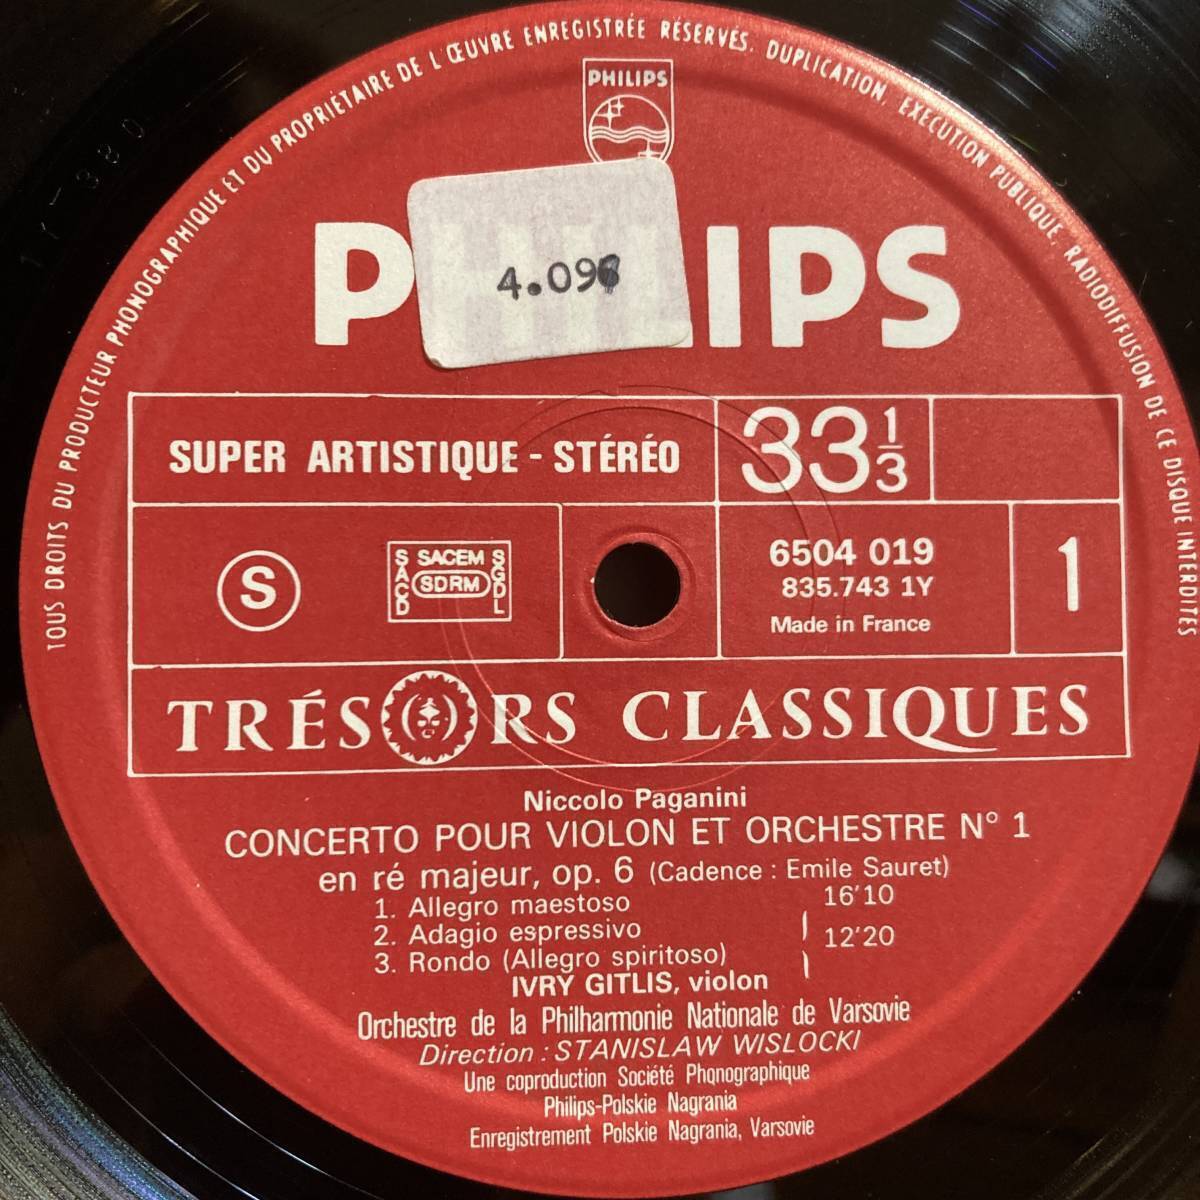 TOUS DROITS DU PRODUCTEUR PHONOGRAPHIQUE ET DU PROPRIÉTAIRE DE L'ŒUVRE ENREGISTRÉE RÉSERVÉS. DUPLICATION, EXÉCUTION PUBLIQUE, RADIODIFFUSION DE CE DISQUE INTERDITES
PHILIPS
PHILIPS
4.09
SUPER ARTISTIQUE - STÉRÉO
33 1/3
S
SACD SACEM SGDL
SDRM
6504 019
835.743 1Y
Made in France
1
TRÉSORS CLASSIQUES
Niccolo Paganini
CONCERTO POUR VIOLON ET ORCHESTRE N° 1
en ré majeur, op. 6 (Cadence : Emile Sauret)
1. Allegro maestoso 16'10
2. Adagio espressivo
12'20
3. Rondo (Allegro spiritoso)
IVRY GITLIS, violon
Orchestre de la Philharmonie Nationale de Varsovie
Direction : STANISLAW WISLOCKI
Une coproduction Société Phonographique
Philips-Polskie Nagrania
Enregistrement Polskie Nagrania, Varsovie